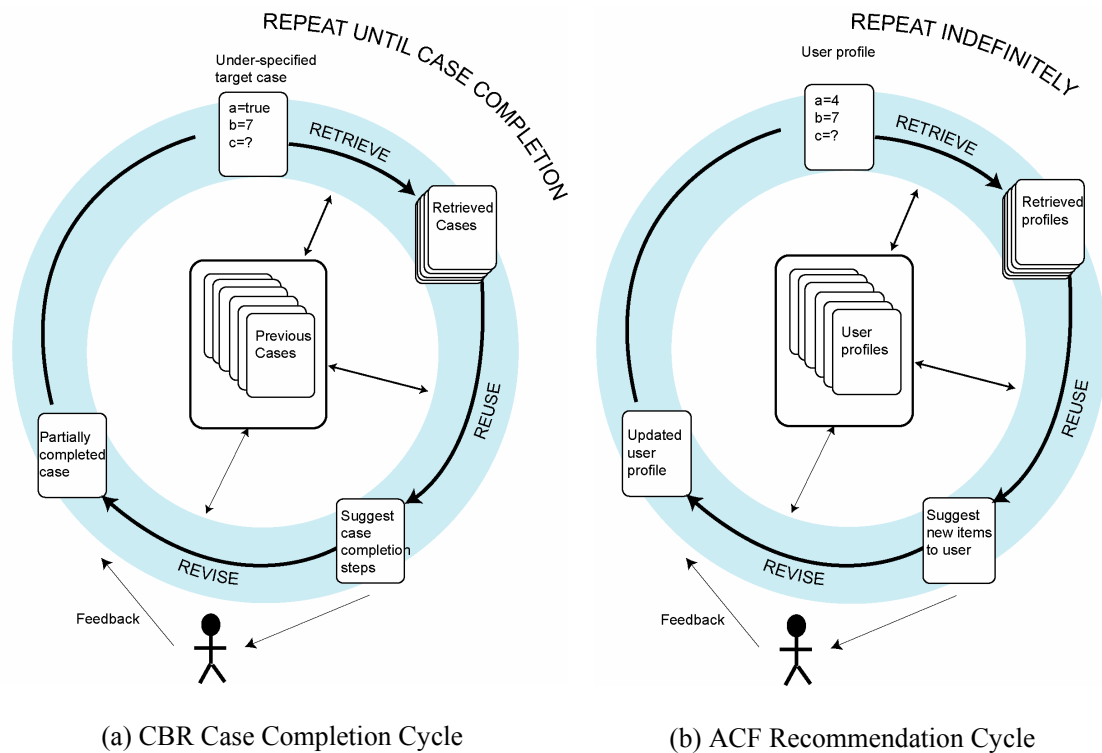 REPEAT UNTIL CASE COMPLETION
Under-specified
target case
a=true
b=7
c=?
RETRIEVE
Retrieved
Cases
Previous
Cases
REUSE
Partially
completed
case
Suggest
case
completion
steps
REVISE
Feedback
(a) CBR Case Completion Cycle
REPEAT INDEFINITELY
User profile
a=4
b=7
c=?
RETRIEVE
Retrieved
profiles
User
profiles
REUSE
Updated
user
profile
Suggest
new items
to user
REVISE
Feedback
(b) ACF Recommendation Cycle